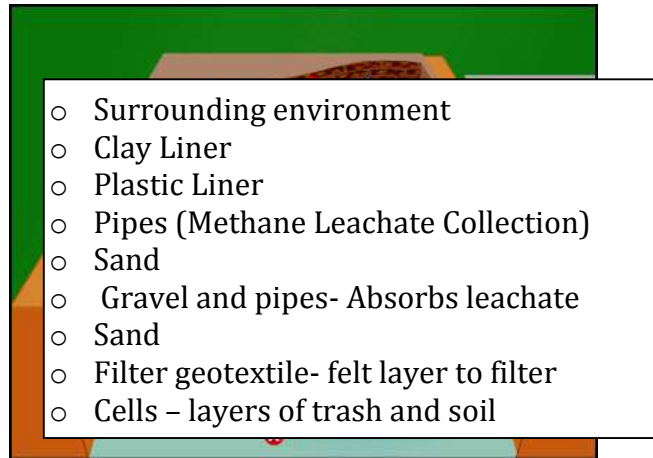 o Surrounding environment
o Clay Liner
o Plastic Liner
o Pipes (Methane Leachate Collection)
o Sand
o Gravel and pipes- Absorbs leachate
o Sand
o Filter geotextile- felt layer to filter
o Cells – layers of trash and soil